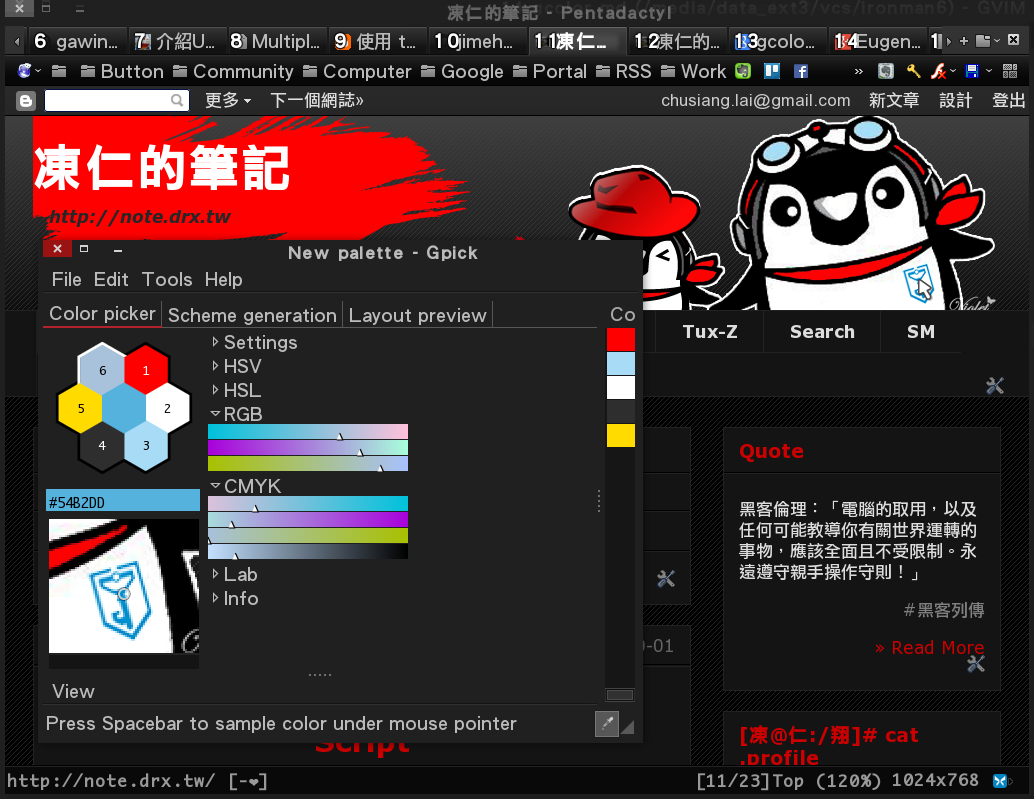 凍仁的筆記 - Pentadactyl
6 gawin...
7 介紹U...
8 Multipl...
9 使用 t...
10 jimeh...
11 凍仁...
12 凍仁的...
13 gcolo...
14 Eugen...
Button Community Computer Google Portal RSS Work »
更多 下一個網誌» chusiang.lai@gmail.com 新文章 設計 登出
凍仁的筆記
http://note.drx.tw
Violet
New palette - Gpick
File Edit Tools Help
Color picker Scheme generation Layout preview Co
6 1
5 2
4 3
#54B2DD
Settings
HSV
HSL
RGB
CMYK
Lab
Info
View
Press Spacebar to sample color under mouse pointer
Tux-Z Search SM
Quote
黑客倫理：「電腦的取用，以及
任何可能教導你有關世界運轉的
事物，應該全面且不受限制。永
遠遵守親手操作守則！」
#黑客列傳
» Read More
-01
Script
[凍@仁:/翔]# cat
.profile
http://note.drx.tw/ [-❤] [11/23]Top (120%) 1024x768